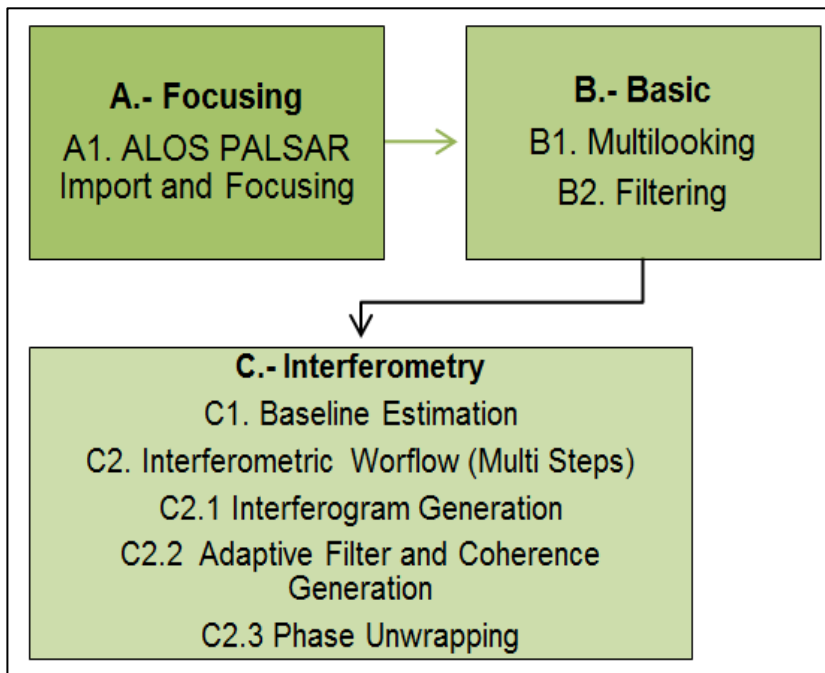 A.- Focusing
A1. ALOS PALSAR
Import and Focusing
B.- Basic
B1. Multilooking
B2. Filtering
C.- Interferometry
C1. Baseline Estimation
C2. Interferometric Worflow (Multi Steps)
C2.1 Interferogram Generation
C2.2 Adaptive Filter and Coherence
Generation
C2.3 Phase Unwrapping